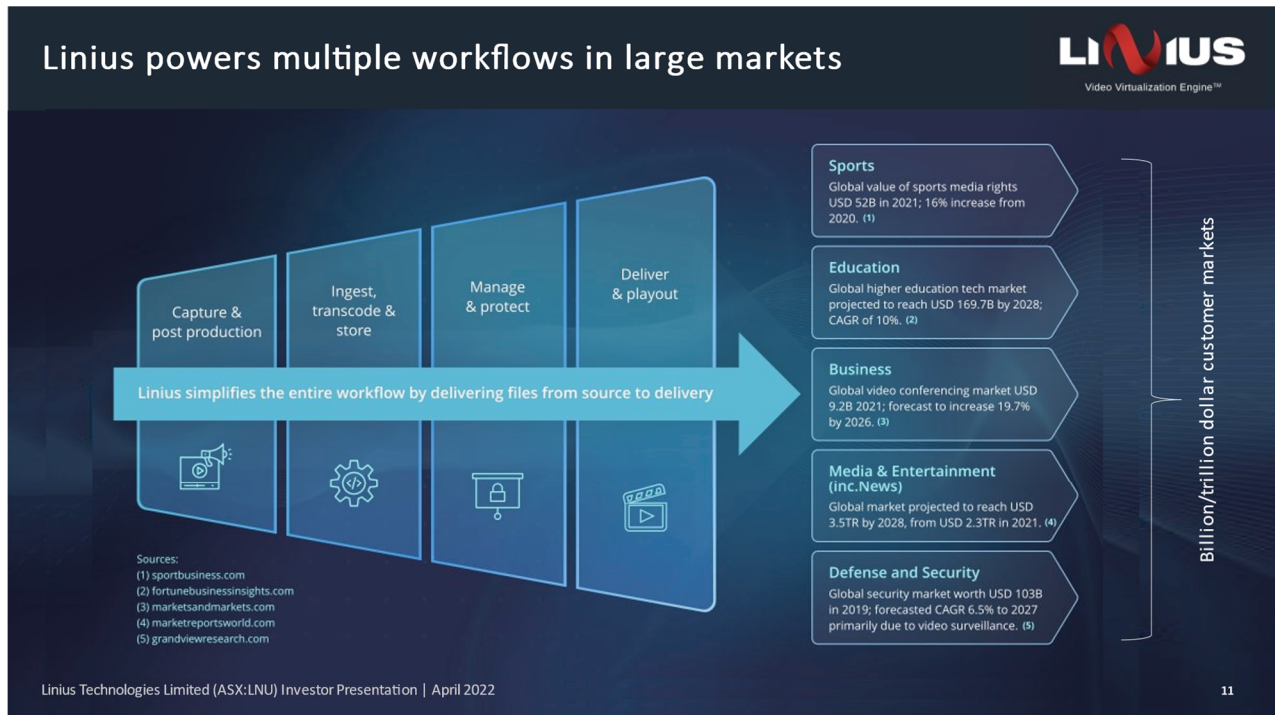 Linius powers multiple workflows in large markets
LINIUS
Video Virtualization Engine™
Capture &
post production
Ingest,
transcode &
store
Manage
& protect
Deliver
& playout
Linius simplifies the entire workflow by delivering files from source to delivery
Sources:
(1) sportbusiness.com
(2) fortunebusinessinsights.com
(3) marketsandmarkets.com
(4) marketreportsworld.com
(5) grandviewresearch.com
Sports
Global value of sports media rights
USD 52B in 2021; 16% increase from
2020. (1)
Education
Global higher education tech market
projected to reach USD 169.7B by 2028;
CAGR of 10%. (2)
Business
Global video conferencing market USD
9.2B 2021; forecast to increase 19.7%
by 2026. (3)
Media & Entertainment
(inc.News)
Global market projected to reach USD
3.5TR by 2028, from USD 2.3TR in 2021. (4)
Defense and Security
Global security market worth USD 103B
in 2019; forecasted CAGR 6.5% to 2027
primarily due to video surveillance. (5)
Billion/trillion dollar customer markets
Linius Technologies Limited (ASX:LNU) Investor Presentation | April 2022
11